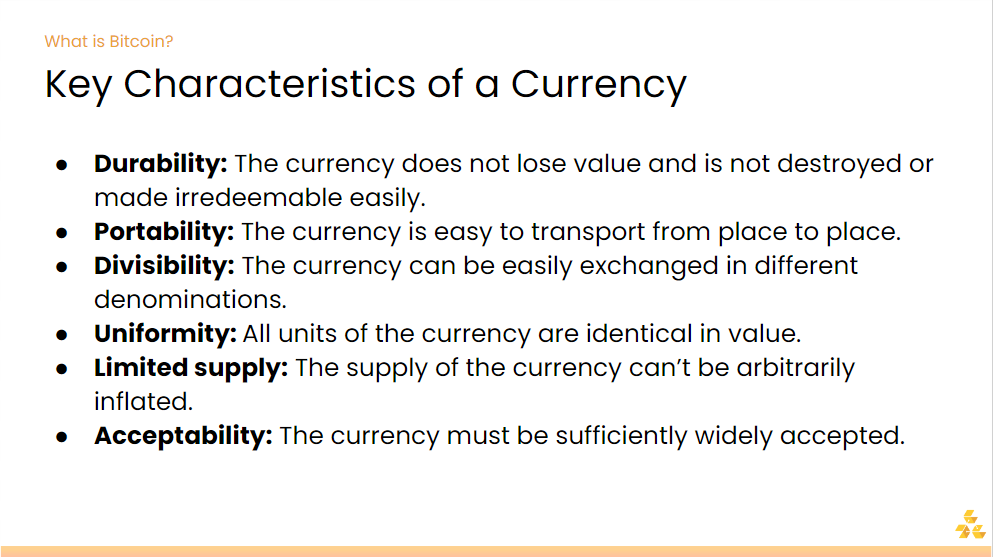 What is Bitcoin?
Key Characteristics of a Currency
● Durability: The currency does not lose value and is not destroyed or
made irredeemable easily.
● Portability: The currency is easy to transport from place to place.
● Divisibility: The currency can be easily exchanged in different
denominations.
● Uniformity: All units of the currency are identical in value.
● Limited supply: The supply of the currency can’t be arbitrarily
inflated.
● Acceptability: The currency must be sufficiently widely accepted.